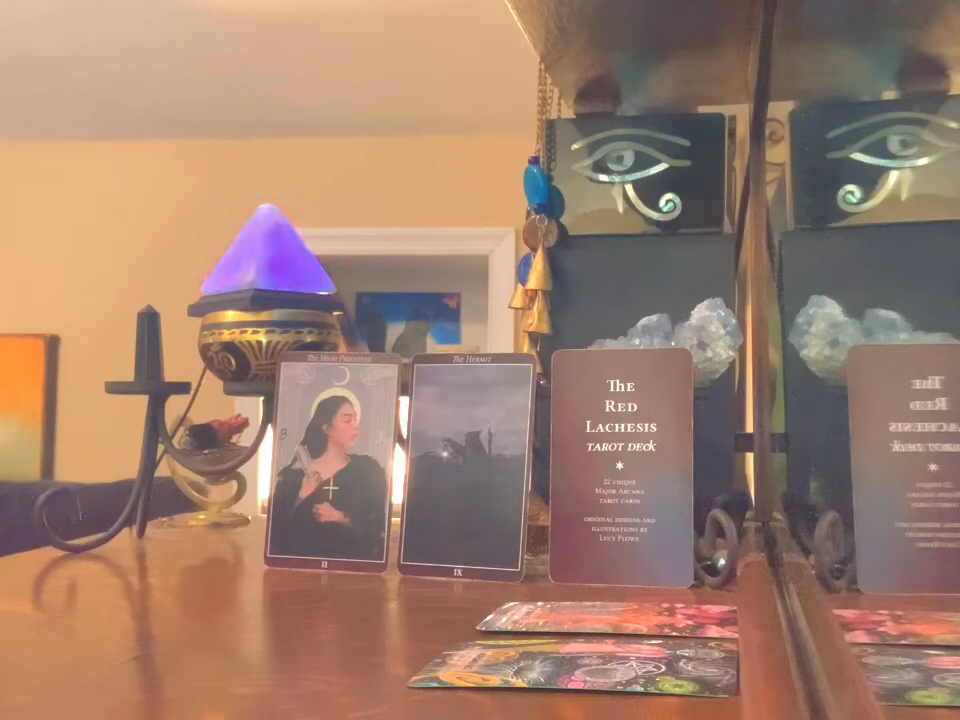 The High Priestess
II
The Hermit
IX
The
Red
Lachesis
tarot deck
22 unique
Major Arcana
tarot cards
original designs and
illustrations by
Lucy Plowe